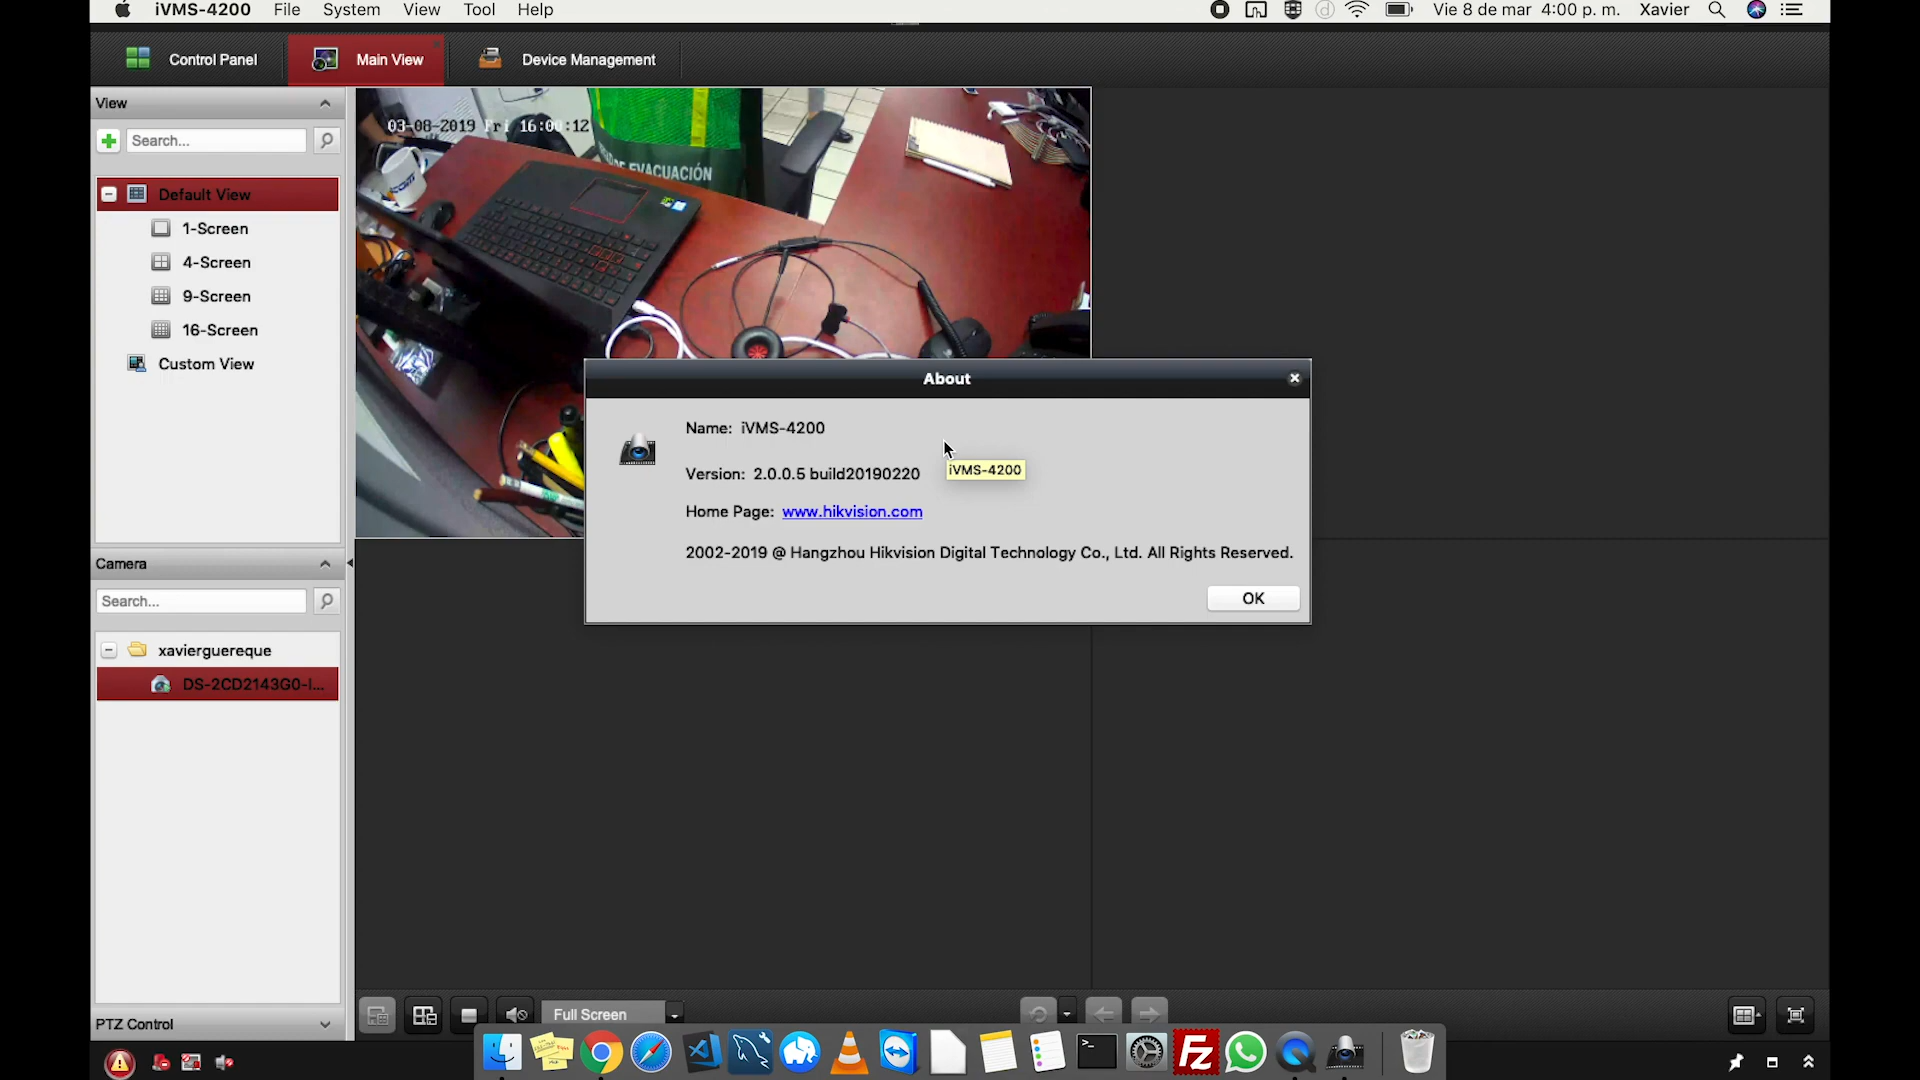 iVMS-4200 File System View Tool Help
Vie 8 de mar 4:00 p. m. Xavier
Control Panel
Main View
Device Management
View
Search...
Default View
1-Screen
4-Screen
9-Screen
16-Screen
Custom View
03-08-2019 Fri 16:00:12
EVACUACIÓN
About
Name: iVMS-4200
iVMS-4200
Version: 2.0.0.5 build20190220
Home Page: www.hikvision.com
2002-2019 @ Hangzhou Hikvision Digital Technology Co., Ltd. All Rights Reserved.
OK
Camera
Search...
xavierguereque
DS-2CD2143G0-I...
PTZ Control
Full Screen